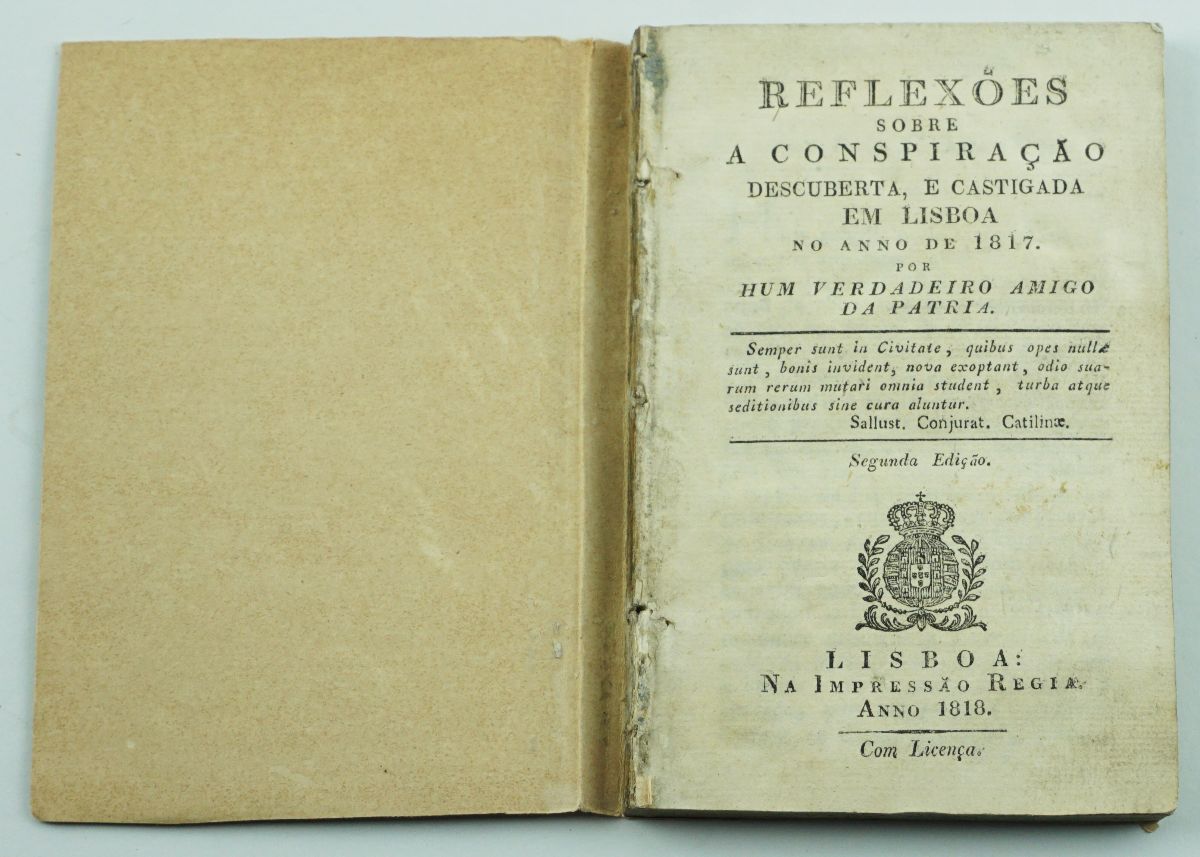 REFLEXÕES
SOBRE
A CONSPIRAÇÃO
DESCUBERTA, E CASTIGADA
EM LISBOA
NO ANNO DE 1817.
POR
HUM VERDADEIRO AMIGO
DA PATRIA.
Semper sunt in Civitate, quibus opes nullæ
sunt, bonis invident, nova exoptant, odio sua-
rum rerum mutari omnia student, turba atque
seditionibus sine cura aluntur.
Sallust. Conjurat. Catilinæ.
Segunda Edição.
LISBOA:
NA IMPRESSÃO REGIA.
ANNO 1818.
Com Licença.